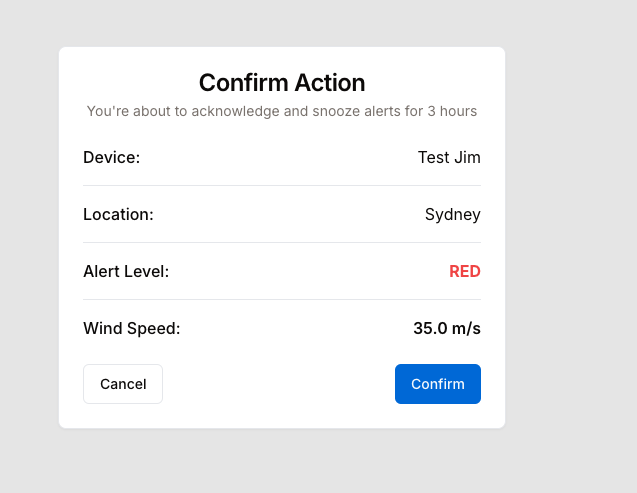 Confirm Action
You're about to acknowledge and snooze alerts for 3 hours
Device: Test Jim
Location: Sydney
Alert Level: RED
Wind Speed: 35.0 m/s
Cancel Confirm